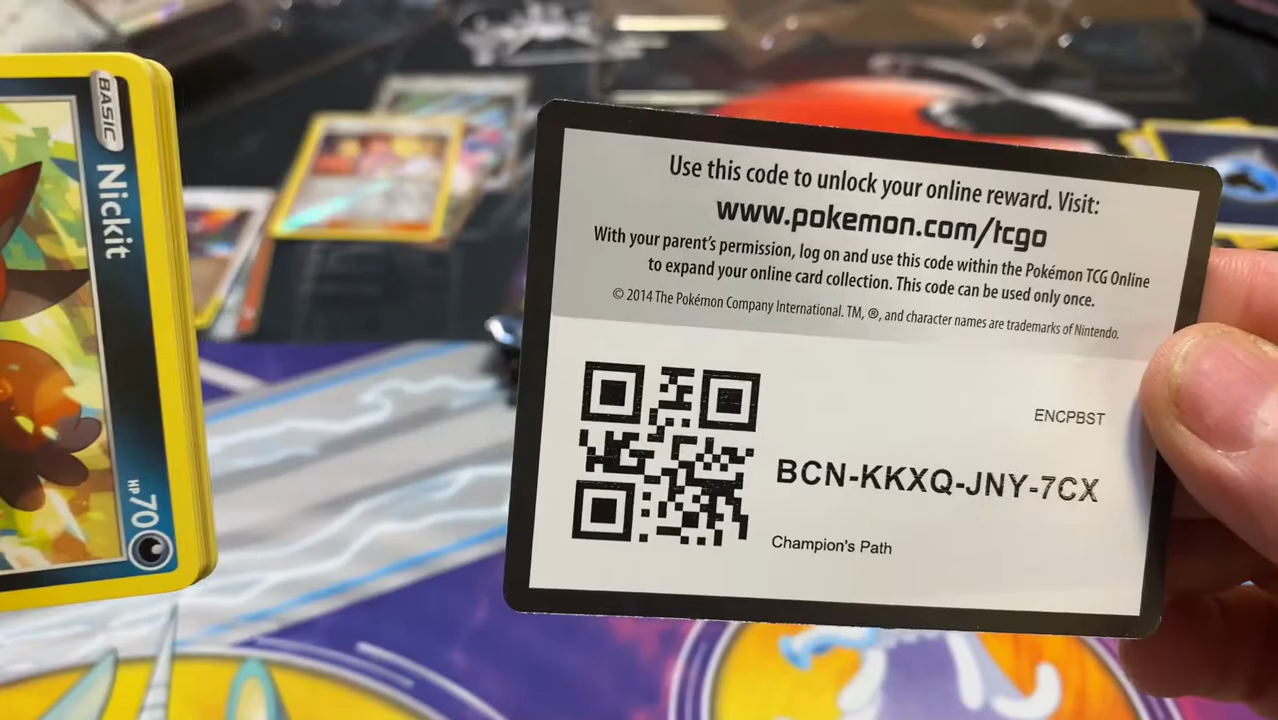 BASIC
Nickit
HP 70
Use this code to unlock your online reward. Visit:
www.pokemon.com/tcgo
With your parent's permission, log on and use this code within the Pokémon TCG Online
to expand your online card collection. This code can be used only once.
© 2014 The Pokémon Company International. TM, ®, and character names are trademarks of Nintendo.
ENCPBST
BCN-KKXQ-JNY-7CX
Champion's Path